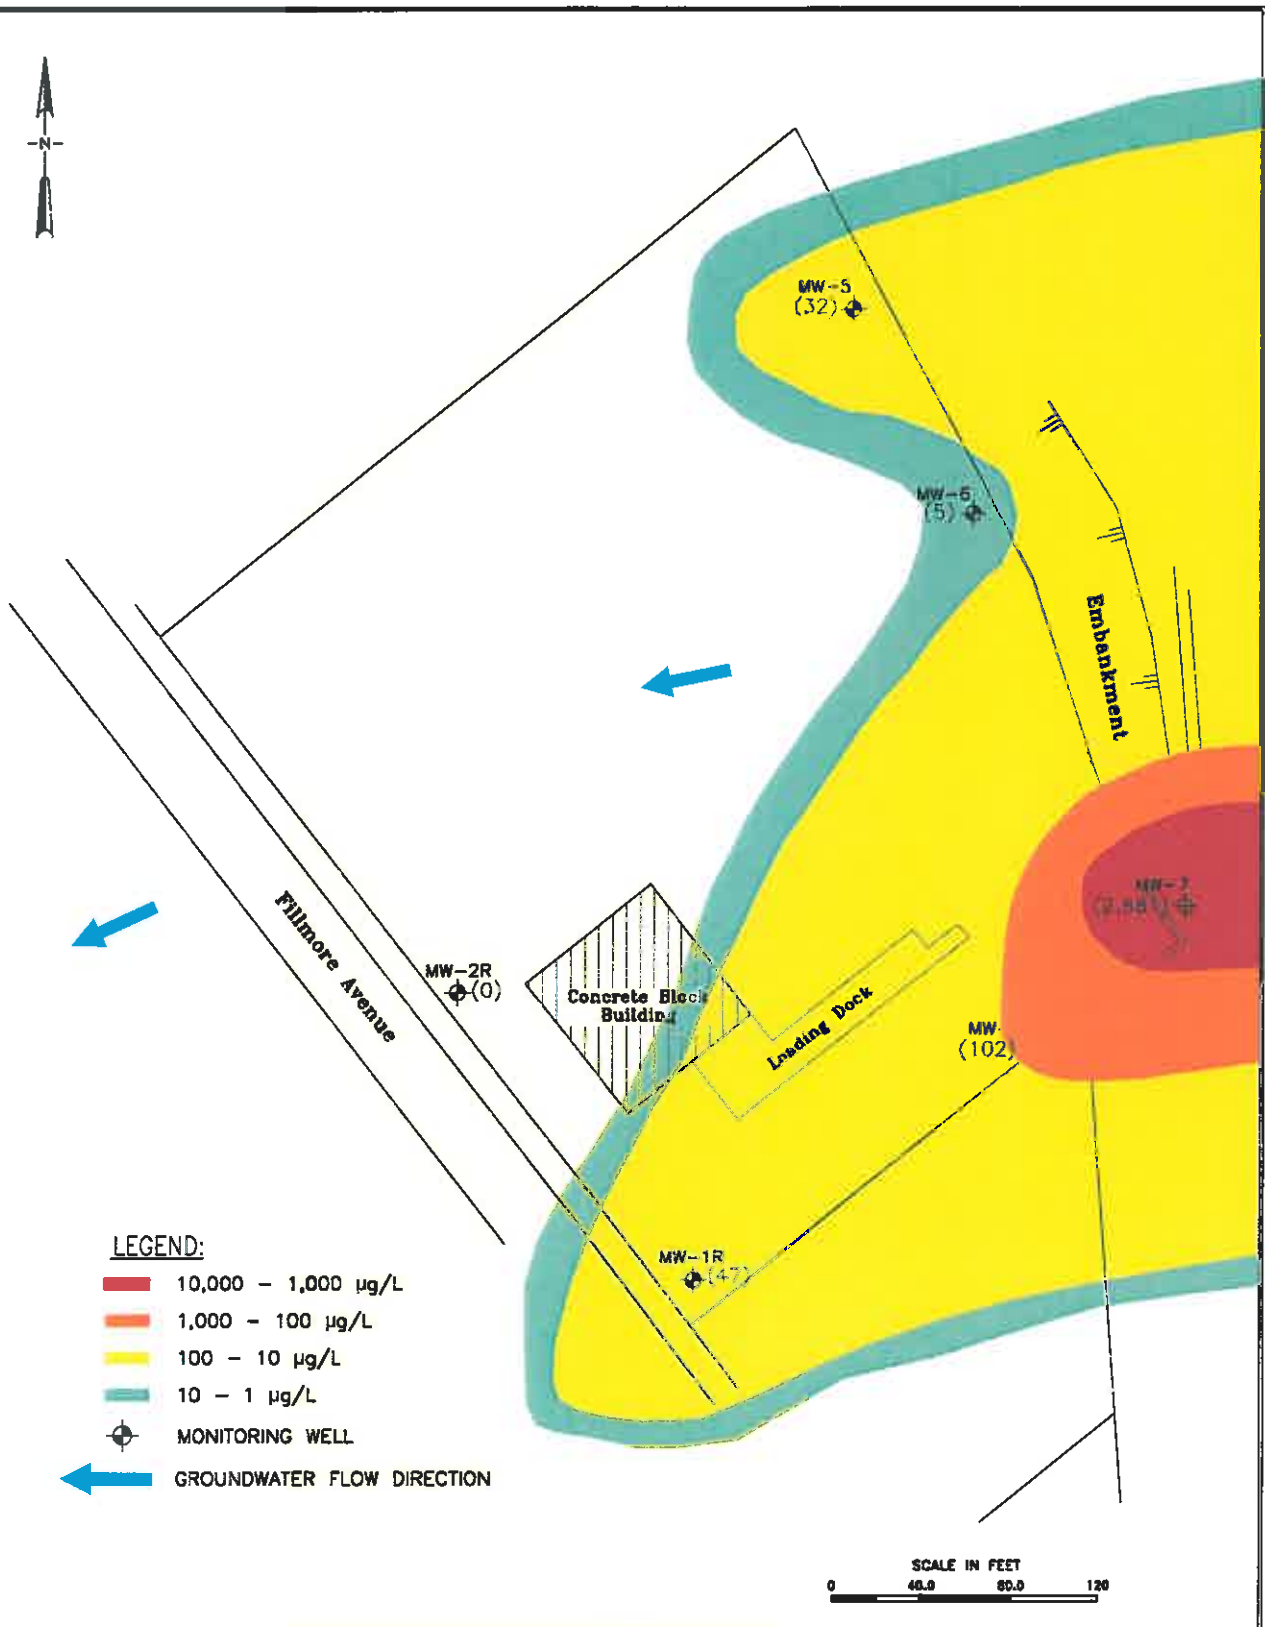 -N-
MW-5
(32)
MW-6
(5)
Embankment
MW-7
Fillmore Avenue
MW-2R
(0)
Concrete Block
Building
Loading Dock
MW-
(102)
MW-1R
(47)
LEGEND:
10,000 - 1,000 µg/L
1,000 - 100 µg/L
100 - 10 µg/L
10 - 1 µg/L
MONITORING WELL
GROUNDWATER FLOW DIRECTION
SCALE IN FEET
0 40.0 80.0 120